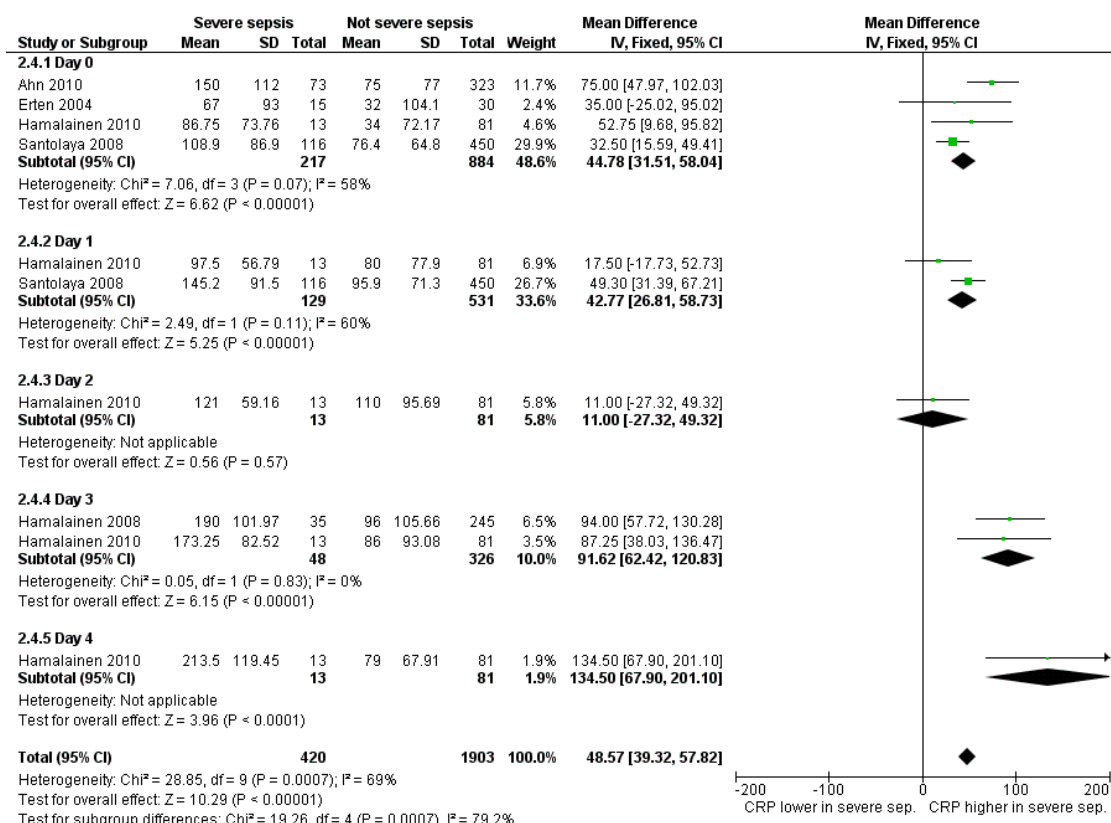 Severe sepsis Not severe sepsis Mean Difference Mean Difference
Study or Subgroup Mean SD Total Mean SD Total Weight IV, Fixed, 95% CI IV, Fixed, 95% CI
2.4.1 Day 0
Ahn 2010 150 112 73 75 77 323 11.7% 75.00 [47.97, 102.03]
Erten 2004 67 93 15 32 104.1 30 2.4% 35.00 [-25.02, 95.02]
Hamalainen 2010 86.75 73.76 13 34 72.17 81 4.6% 52.75 [9.68, 95.82]
Santolaya 2008 108.9 86.9 116 76.4 64.8 450 29.9% 32.50 [15.59, 49.41]
Subtotal (95% CI) 217 884 48.6% 44.78 [31.51, 58.04]
Heterogeneity: Chi² = 7.06, df = 3 (P = 0.07); I² = 58%
Test for overall effect: Z = 6.62 (P < 0.00001)
2.4.2 Day 1
Hamalainen 2010 97.5 56.79 13 80 77.9 81 6.9% 17.50 [-17.73, 52.73]
Santolaya 2008 145.2 91.5 116 95.9 71.3 450 26.7% 49.30 [31.39, 67.21]
Subtotal (95% CI) 129 531 33.6% 42.77 [26.81, 58.73]
Heterogeneity: Chi² = 2.49, df = 1 (P = 0.11); I² = 60%
Test for overall effect: Z = 5.25 (P < 0.00001)
2.4.3 Day 2
Hamalainen 2010 121 59.16 13 110 95.69 81 5.8% 11.00 [-27.32, 49.32]
Subtotal (95% CI) 13 81 5.8% 11.00 [-27.32, 49.32]
Heterogeneity: Not applicable
Test for overall effect: Z = 0.56 (P = 0.57)
2.4.4 Day 3
Hamalainen 2008 190 101.97 35 96 105.66 245 6.5% 94.00 [57.72, 130.28]
Hamalainen 2010 173.25 82.52 13 86 93.08 81 3.5% 87.25 [38.03, 136.47]
Subtotal (95% CI) 48 326 10.0% 91.62 [62.42, 120.83]
Heterogeneity: Chi² = 0.05, df = 1 (P = 0.83); I² = 0%
Test for overall effect: Z = 6.15 (P < 0.00001)
2.4.5 Day 4
Hamalainen 2010 213.5 119.45 13 79 67.91 81 1.9% 134.50 [67.90, 201.10]
Subtotal (95% CI) 13 81 1.9% 134.50 [67.90, 201.10]
Heterogeneity: Not applicable
Test for overall effect: Z = 3.96 (P < 0.0001)
Total (95% CI) 420 1903 100.0% 48.57 [39.32, 57.82]
Heterogeneity: Chi² = 28.85, df = 9 (P = 0.0007); I² = 69%
Test for overall effect: Z = 10.29 (P < 0.00001)
Test for subgroup differences: Chi² = 19.26, df = 4 (P = 0.0007), I² = 79.2%
-200 -100 0 100 200
CRP lower in severe sep. CRP higher in severe sep.